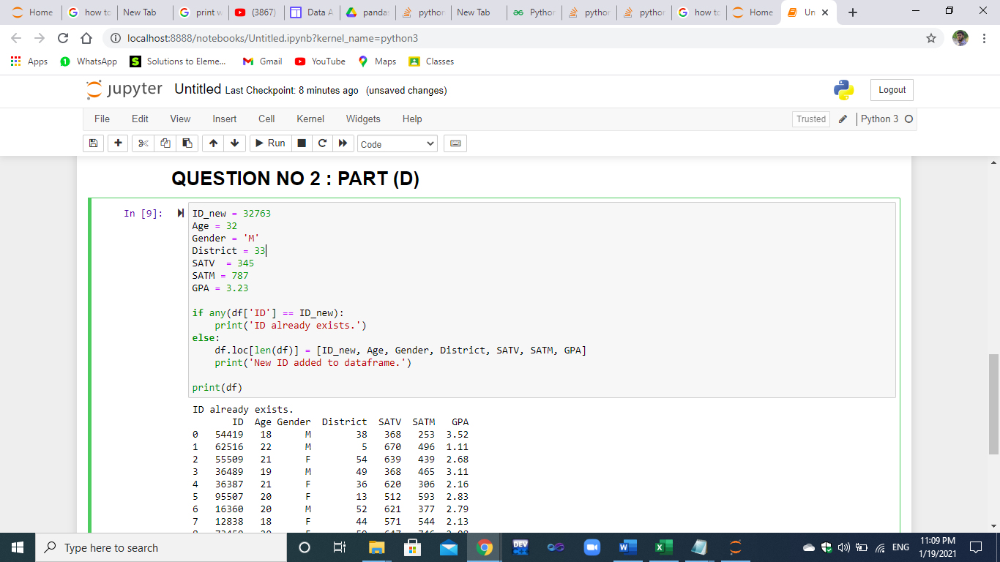 Home how to New Tab print w (3867) Data A panda: python New Tab Python python python how to Home Un
localhost:8888/notebooks/Untitled.ipynb?kernel_name=python3
Apps WhatsApp Solutions to Eleme... Gmail YouTube Maps Classes
jupyter Untitled Last Checkpoint: 8 minutes ago (unsaved changes) Logout
File Edit View Insert Cell Kernel Widgets Help Trusted Python 3
Run Code
QUESTION NO 2 : PART (D)
In [9]: ID_new = 32763
Age = 32
Gender = 'M'
District = 33
SATV  = 345
SATM = 787
GPA = 3.23
if any(df['ID'] == ID_new):
    print('ID already exists.')
else:
    df.loc[len(df)] = [ID_new, Age, Gender, District, SATV, SATM, GPA]
    print('New ID added to dataframe.')
print(df)
ID already exists.
ID Age Gender District SATV SATM GPA
0 54419 18 M 38 368 253 3.52
1 62516 22 M 5 670 496 1.11
2 55509 21 F 54 639 439 2.68
3 36489 19 M 49 368 465 3.11
4 36387 21 F 36 620 306 2.16
5 95507 20 F 13 512 593 2.83
6 16360 20 M 52 621 377 2.79
7 12838 18 F 44 571 544 2.13
Type here to search DEV ENG 11:09 PM
1/19/2021